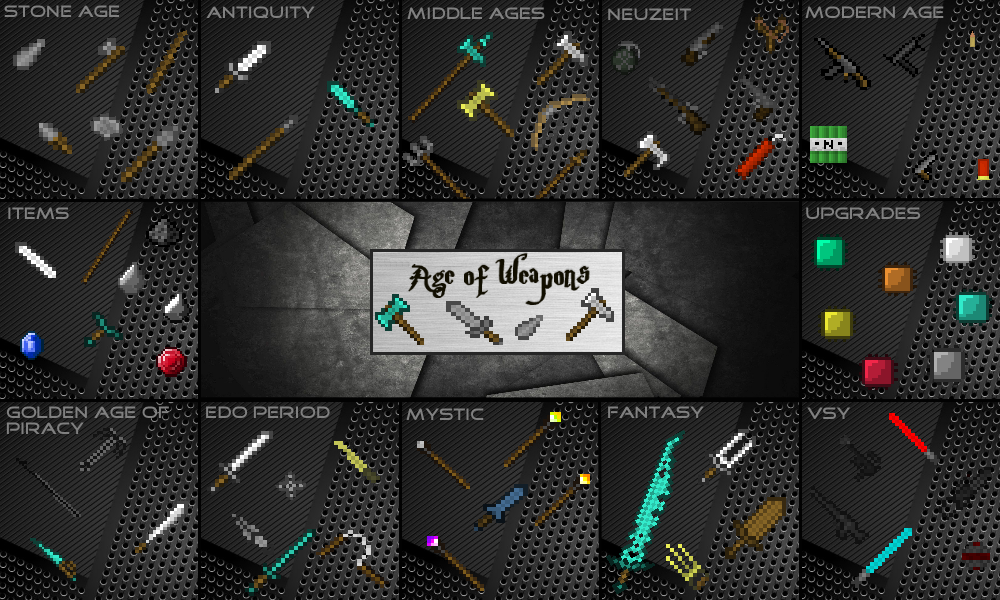 STONE AGE
ANTIQUITY
MIDDLE AGES
NEUZEIT
MODERN AGE
N
ITEMS
Age of Weapons
UPGRADES
GOLDEN AGE OF
PIRACY
EDO PERIOD
MYSTIC
FANTASY
VSY